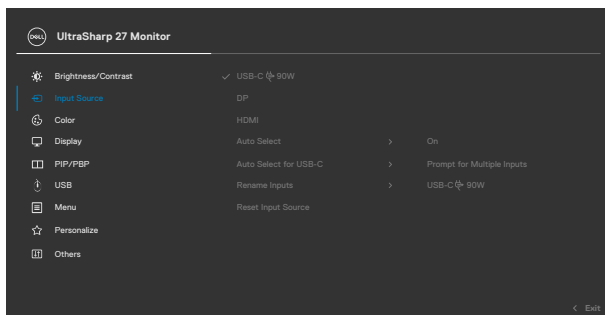 DELL UltraSharp 27 Monitor
Brightness/Contrast USB-C 90W
Input Source DP
Color HDMI
Display Auto Select > On
PIP/PBP Auto Select for USB-C > Prompt for Multiple Inputs
USB Rename Inputs > USB-C 90W
Menu Reset Input Source
Personalize
Others
< Exit